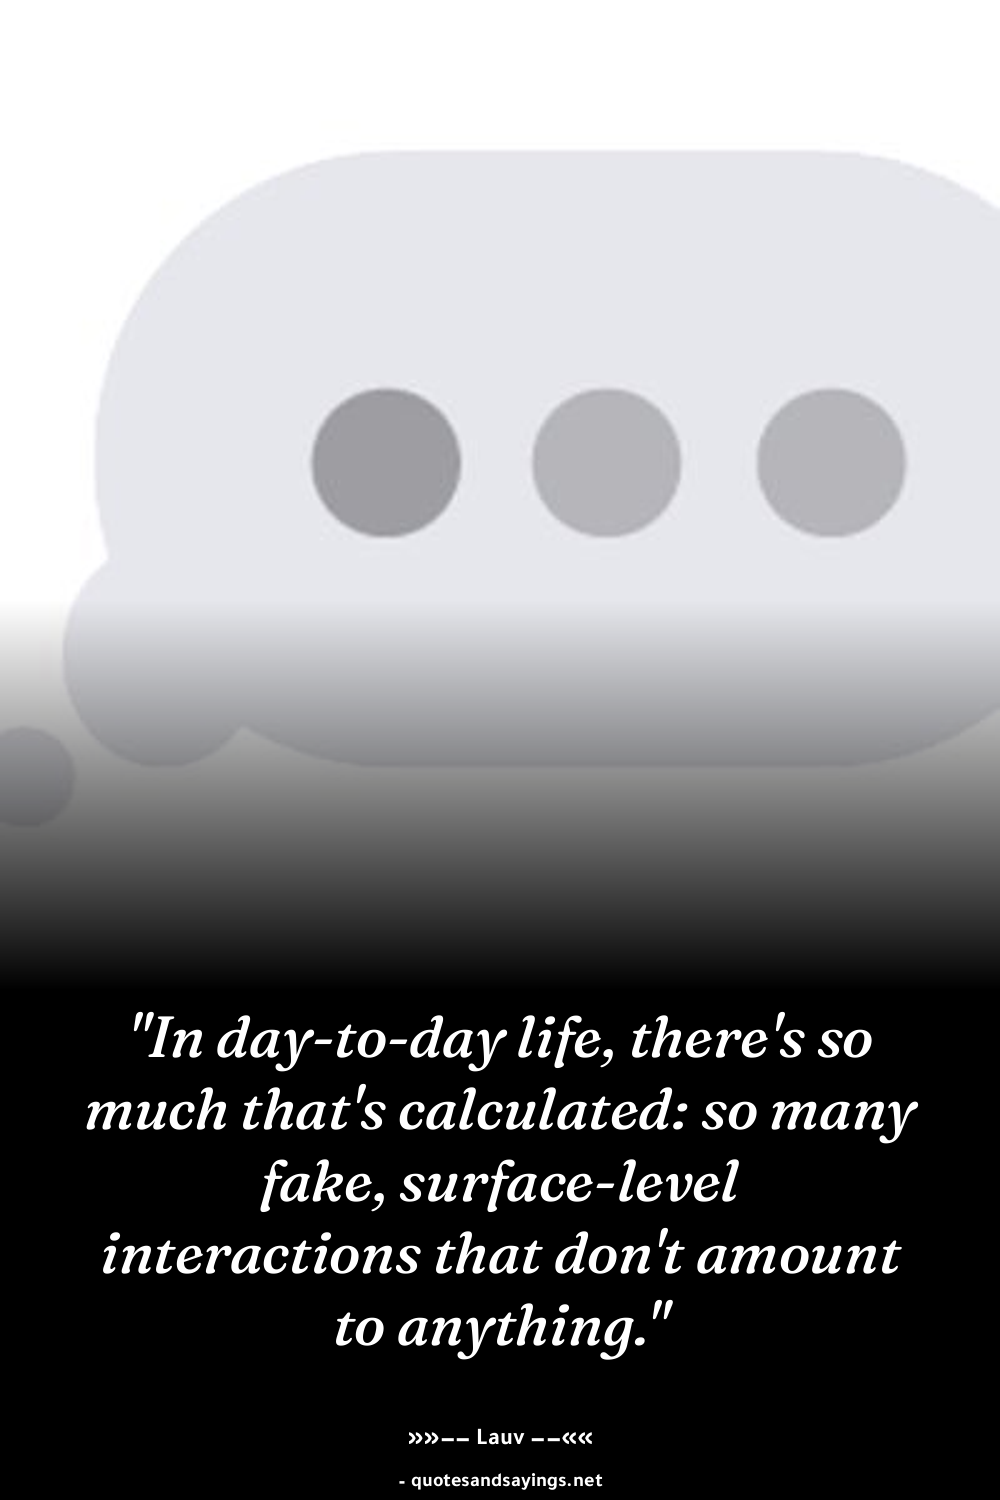 "In day-to-day life, there's so
much that's calculated: so many
fake, surface-level
interactions that don't amount
to anything."
»»–– Lauv ––««
- quotesandsayings.net